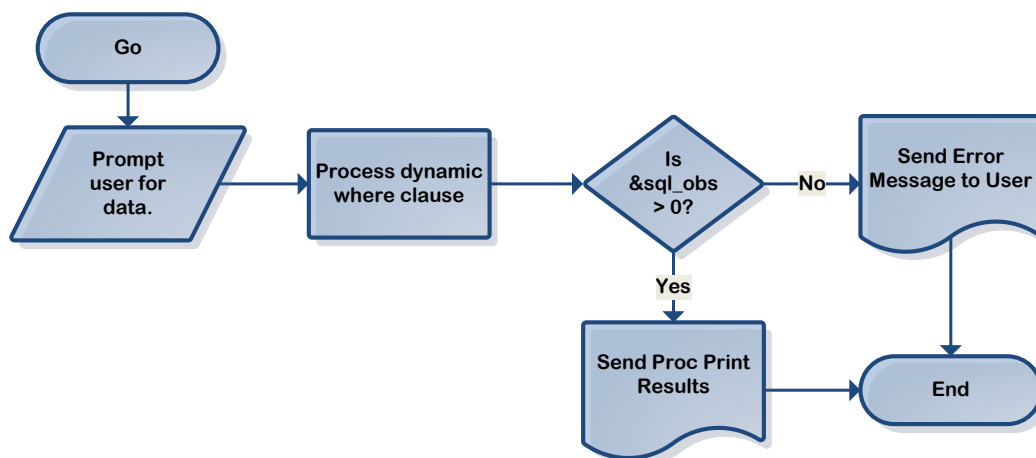 Go
Prompt
user for
data.
Process dynamic
where clause
Is
&sql_obs
> 0?
No
Send Error
Message to User
Yes
Send Proc Print
Results
End